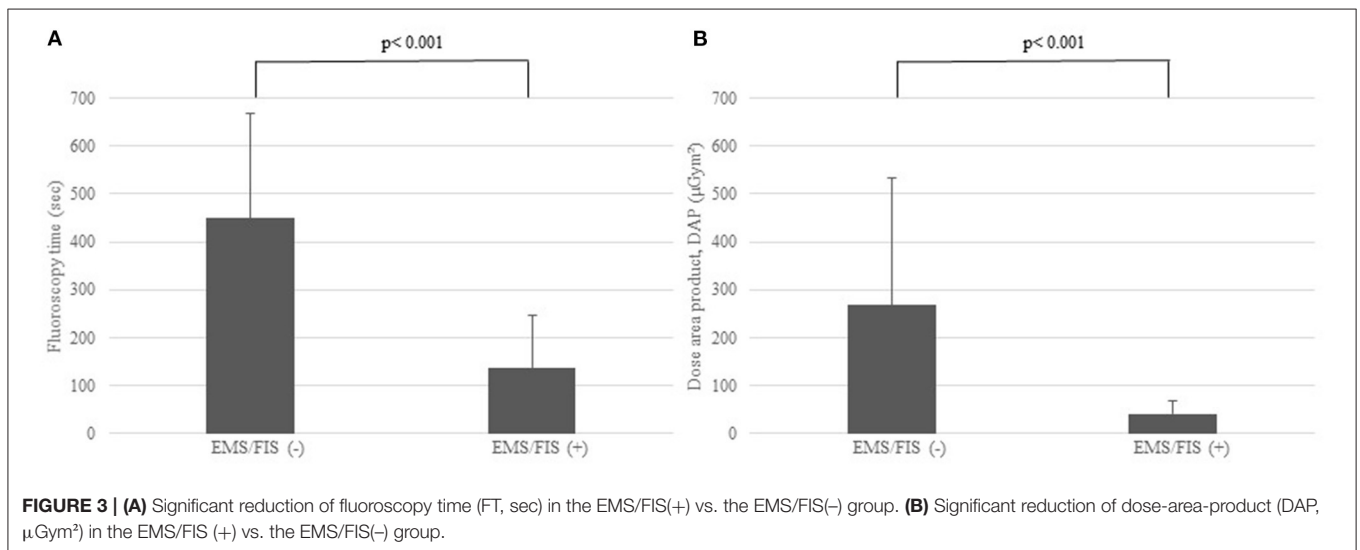 A
p< 0.001
700
600
500
400
300
200
100
0
Fluoroscopy time (sec)
EMS/FIS (-)
EMS/FIS (+)
B
p< 0.001
700
600
500
400
300
200
100
0
Dose area product, DAP (µGym²)
EMS/FIS (-)
EMS/FIS (+)
FIGURE 3 | (A) Significant reduction of fluoroscopy time (FT, sec) in the EMS/FIS(+) vs. the EMS/FIS(–) group. (B) Significant reduction of dose-area-product (DAP,
µGym²) in the EMS/FIS (+) vs. the EMS/FIS(–) group.